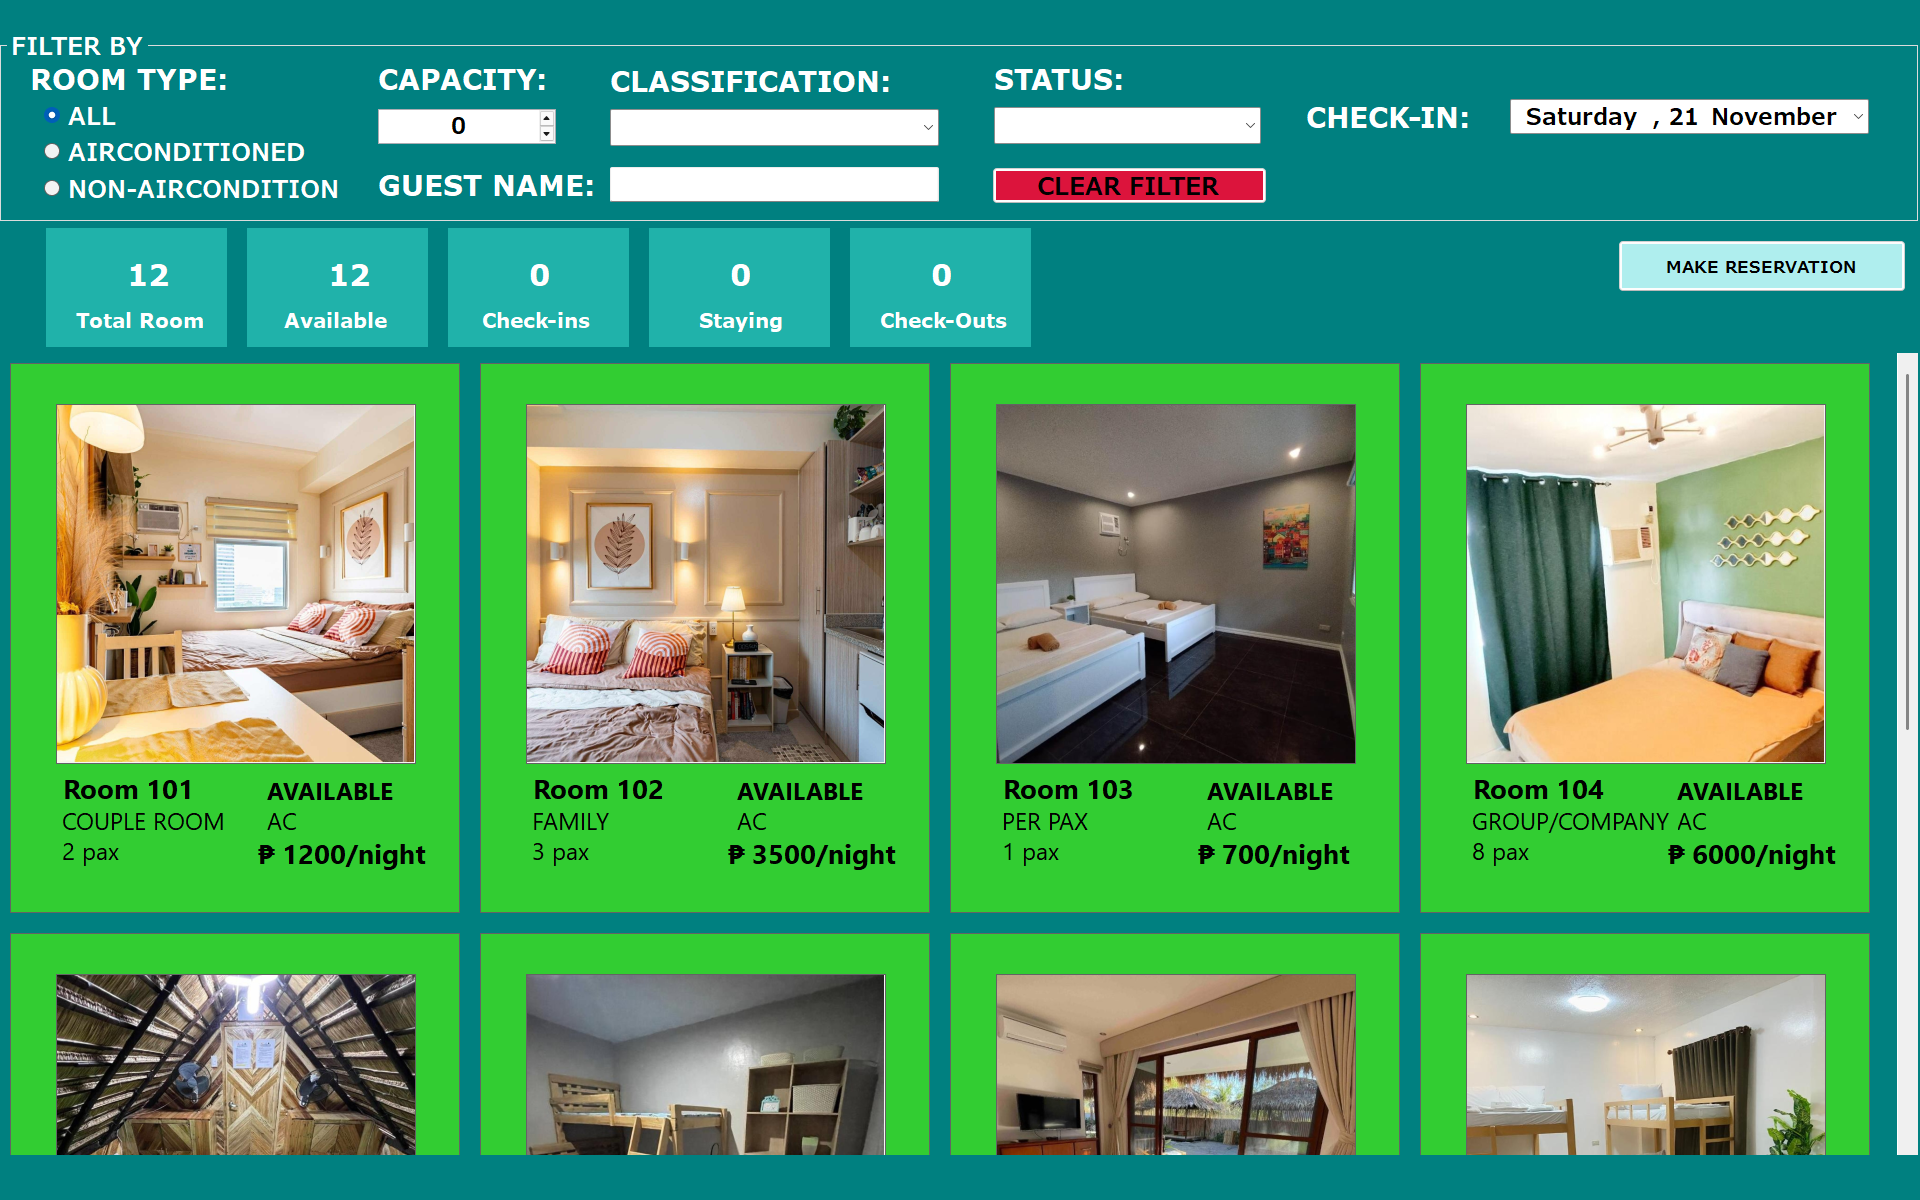 FILTER BY
ROOM TYPE:
ALL
AIRCONDITIONED
NON-AIRCONDITION
CAPACITY:
0
CLASSIFICATION:
GUEST NAME:
STATUS:
CLEAR FILTER
CHECK-IN:
Saturday , 21 November
12
Total Room
12
Available
0
Check-ins
0
Staying
0
Check-Outs
MAKE RESERVATION
Room 101 AVAILABLE
COUPLE ROOM AC
2 pax ₱ 1200/night
Room 102 AVAILABLE
FAMILY AC
3 pax ₱ 3500/night
Room 103 AVAILABLE
PER PAX AC
1 pax ₱ 700/night
Room 104 AVAILABLE
GROUP/COMPANY AC
8 pax ₱ 6000/night